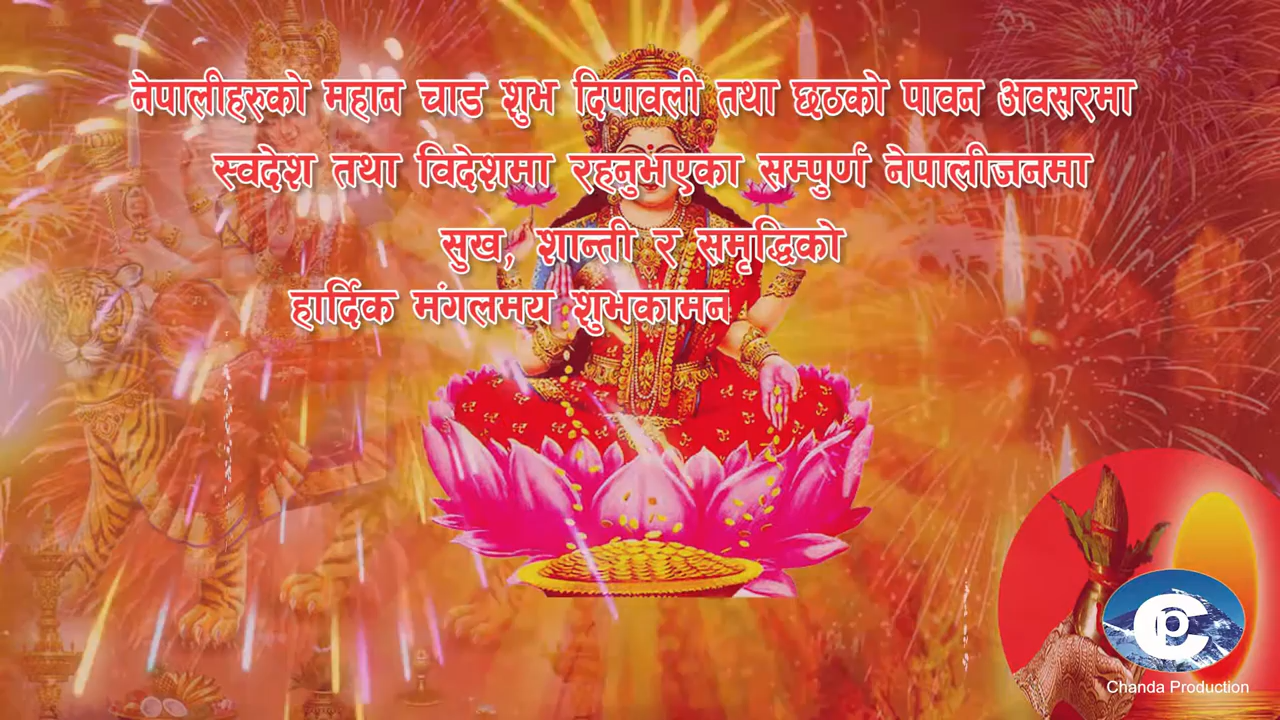 नेपालीहरुको महान चाड शुभ दिपावली तथा छठको पावन अवसरमा
स्वदेश तथा विदेशमा रहनुभएका सम्पुर्ण नेपालीजनमा
सुख, शान्ती र समृद्धिको
हार्दिक मंगलमय शुभकामन
CP
Chanda Production